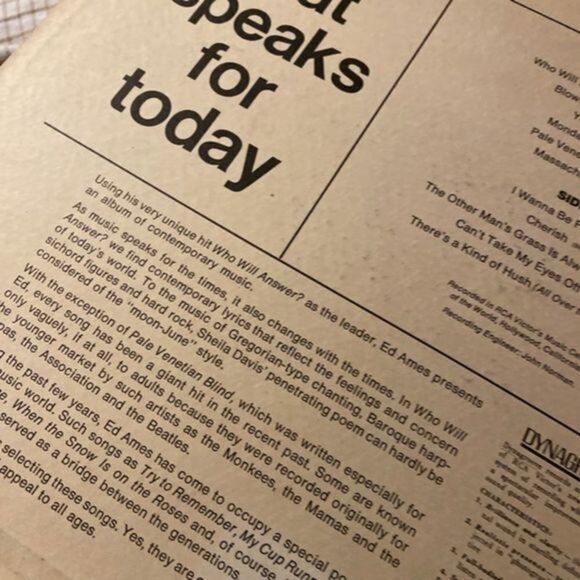 speaks
for
today
Using his very unique hit Who Will Answer? as the leader, Ed Ames presents
an album of contemporary music.
As music speaks for the times, it also changes with the times. In Who Will
Answer? we find contemporary lyrics that reflect the feelings and concern
of today's world. To the music of Gregorian-type chanting, Baroque harp-
sichord figures and hard rock, Sheila Davis' penetrating poem can hardly be
considered of the "moon-June" style.
With the exception of Pale Venetian Blind, which was written especially for
Ed, every song has been a giant hit in the recent past. Some are known
only vaguely, if at all, to adults because they were recorded originally for
the younger market by such artists as the Monkees, the Mamas and the
pas, the Association and the Beatles.
the past few years, Ed Ames has come to occupy a special
music world. Such songs as Try to Remember, My Cup
When the Snow Is on the Roses and, of course
served as a bridge between the generations
selecting these songs. Yes, they are
appeal to all ages.
Who Will
Blow
Y
Monda
Pale Vene
Massach
SID
I Wanna Be
Cherish
The Other Man's Grass Is Alwa
Can't Take My Eyes Off
There's a Kind of Hush (All Over
Recorded in RCA Victor's Music
of the World, Hollywood, Califo
Recording Engineer: John Norman
DYNAG
CHARACTERISTICS: